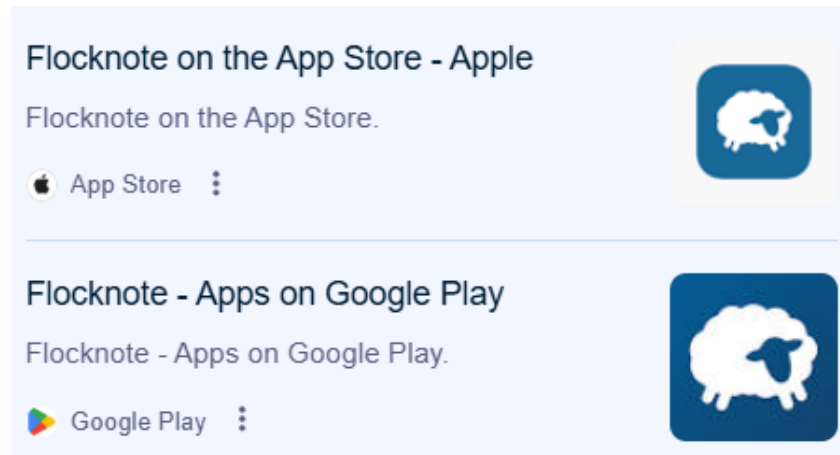 Flocknote on the App Store - Apple
Flocknote on the App Store.
App Store
Flocknote - Apps on Google Play
Flocknote - Apps on Google Play.
Google Play